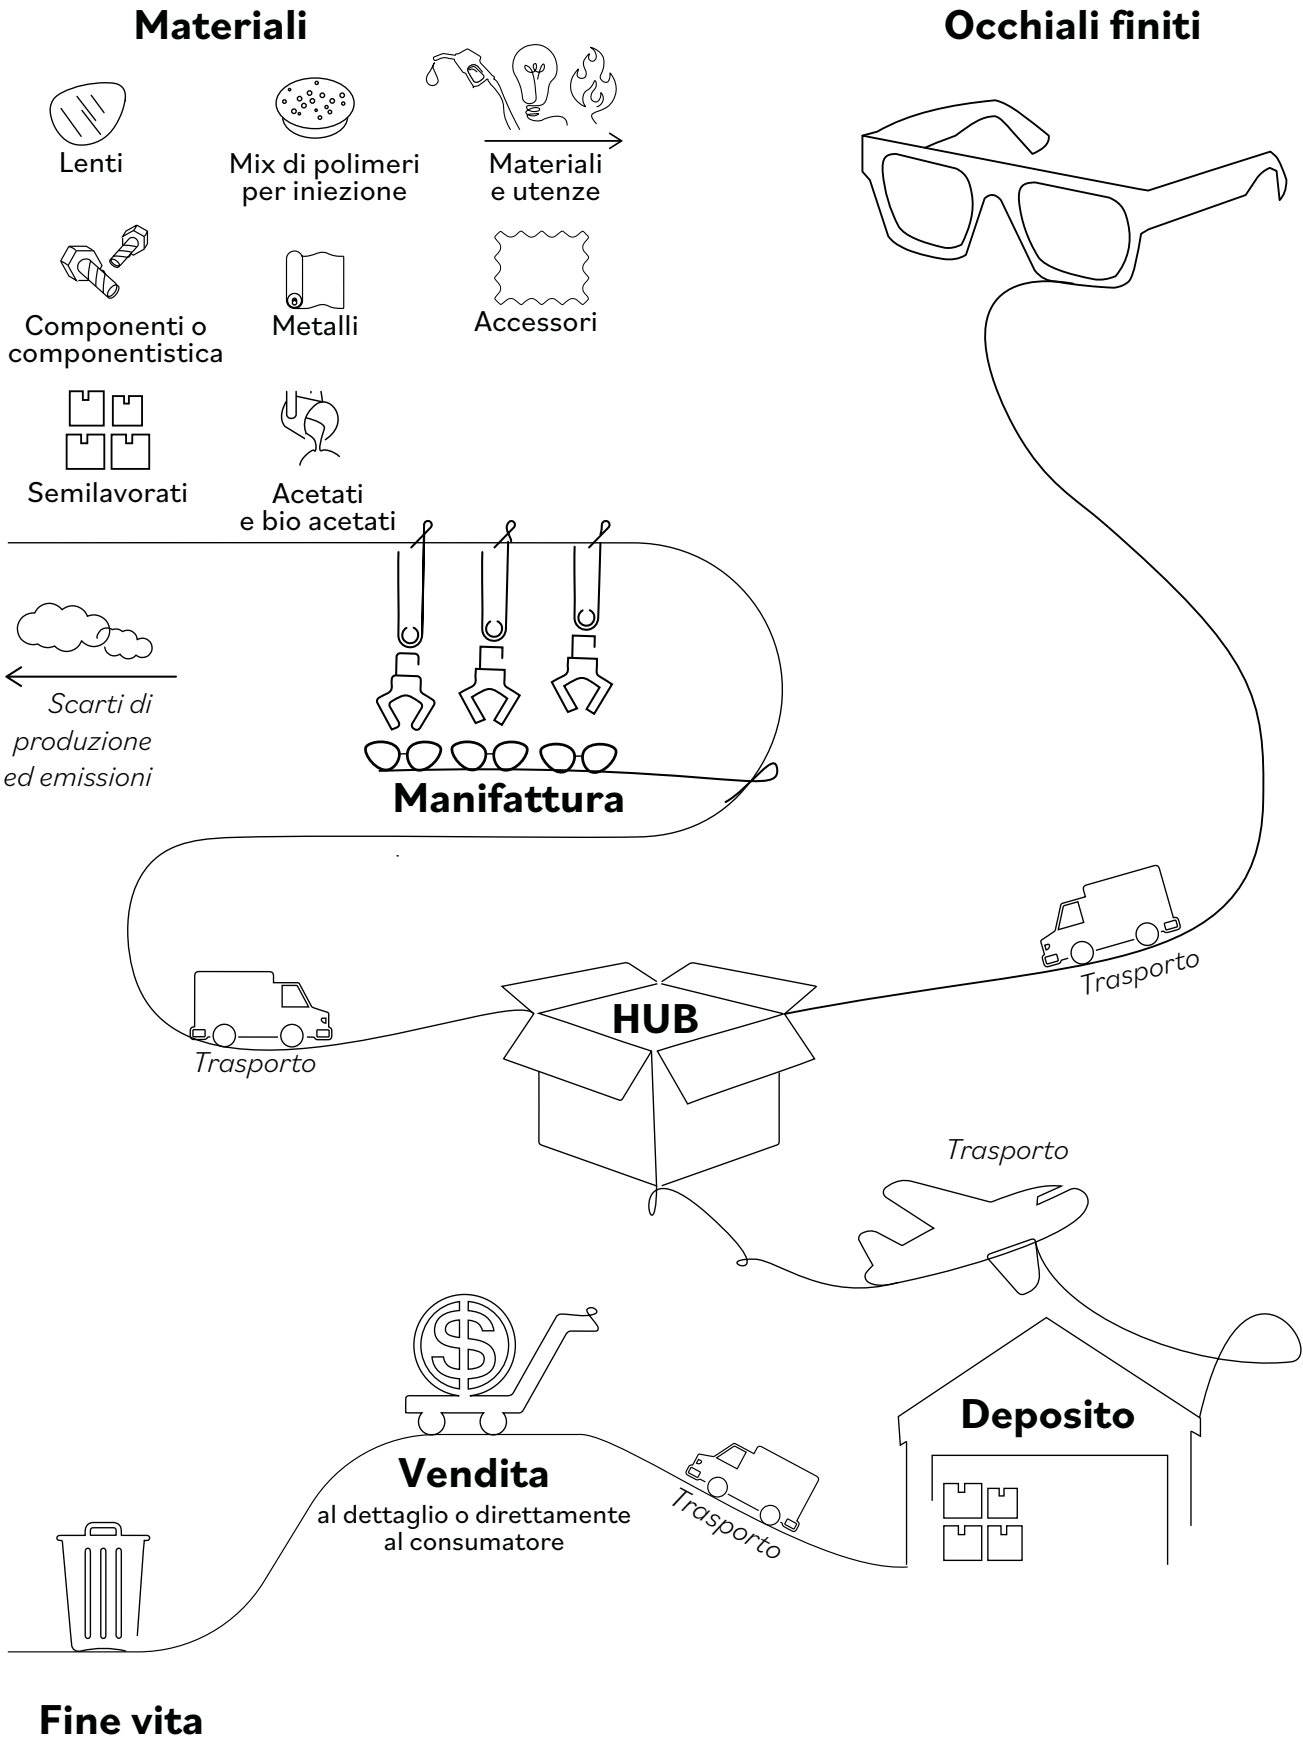 Materiali
Occhiali finiti
Lenti
Mix di polimeri
per iniezione
Materiali
e utenze
Componenti o
componentistica
Metalli
Accessori
Semilavorati
Acetati
e bio acetati
Scarti di
produzione
ed emissioni
Manifattura
Trasporto
HUB
Trasporto
Trasporto
Deposito
Trasporto
Vendita
al dettaglio o direttamente
al consumatore
Fine vita